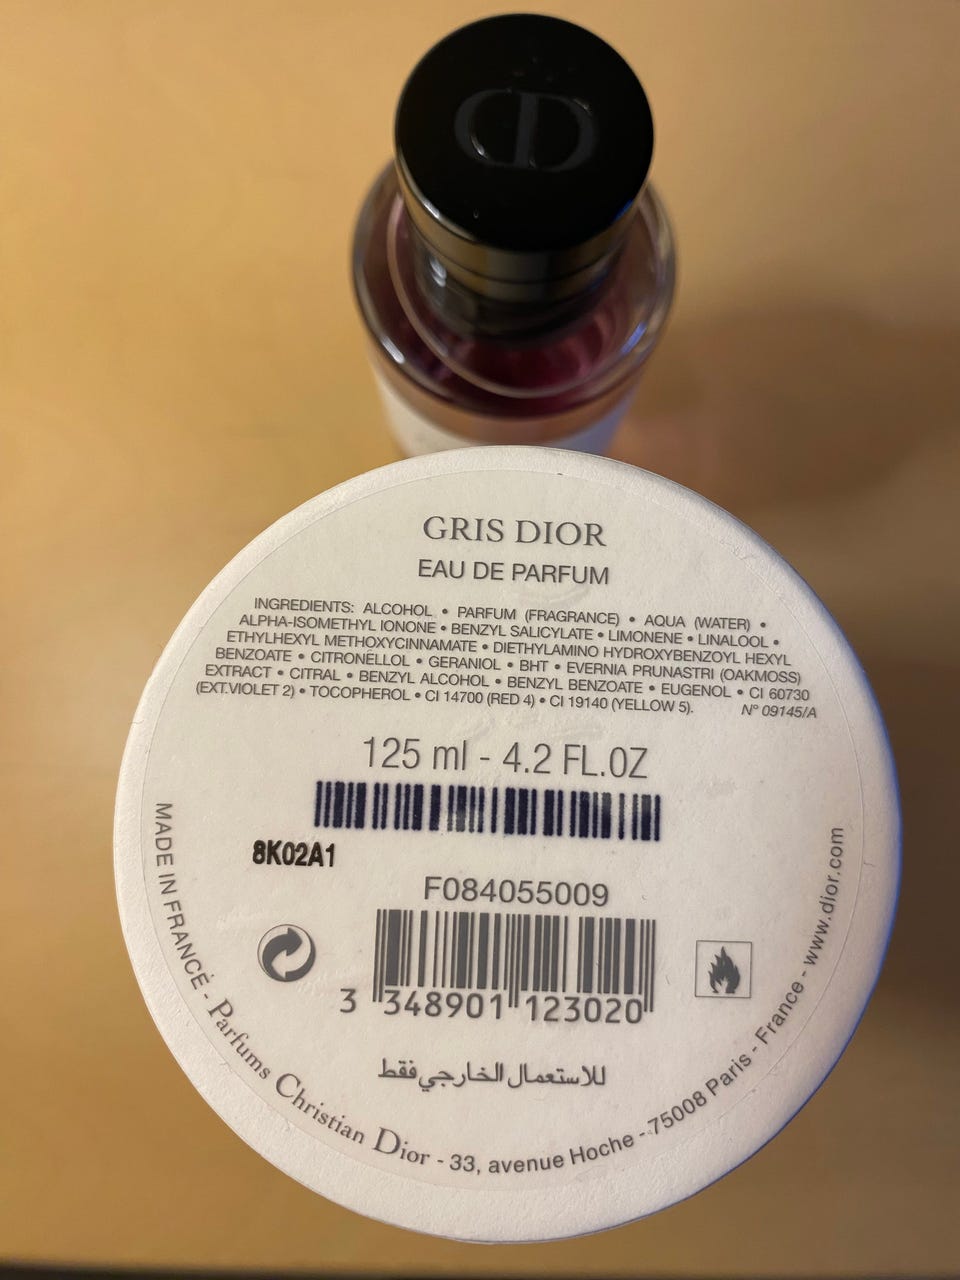 CD
GRIS DIOR
EAU DE PARFUM
INGREDIENTS: ALCOHOL • PARFUM (FRAGRANCE) • AQUA (WATER) •
ALPHA-ISOMETHYL IONONE • BENZYL SALICYLATE • LIMONENE • LINALOOL •
ETHYLHEXYL METHOXYCINNAMATE • DIETHYLAMINO HYDROXYBENZOYL HEXYL
BENZOATE • CITRONELLOL • GERANIOL • BHT • EVERNIA PRUNASTRI (OAKMOSS)
EXTRACT • CITRAL • BENZYL ALCOHOL • BENZYL BENZOATE • EUGENOL • CI 60730
(EXT.VIOLET 2) • TOCOPHEROL • CI 14700 (RED 4) • CI 19140 (YELLOW 5). N° 09145/A
125 ml - 4.2 FL.OZ
8K02A1
F084055009
3 348901 123020
للاستعمال الخارجي فقط
MADE IN FRANCE - Parfums Christian Dior - 33, avenue Hoche - 75008 Paris - France - www.dior.com